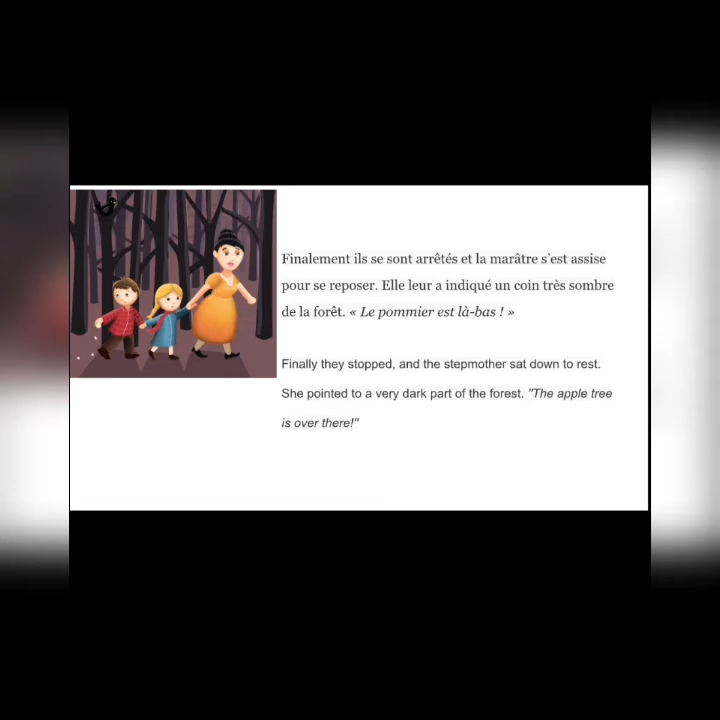 Finalement ils se sont arrêtés et la marâtre s'est assise
pour se reposer. Elle leur a indiqué un coin très sombre
de la forêt. « Le pommier est là-bas ! »
Finally they stopped, and the stepmother sat down to rest.
She pointed to a very dark part of the forest. "The apple tree
is over there!"